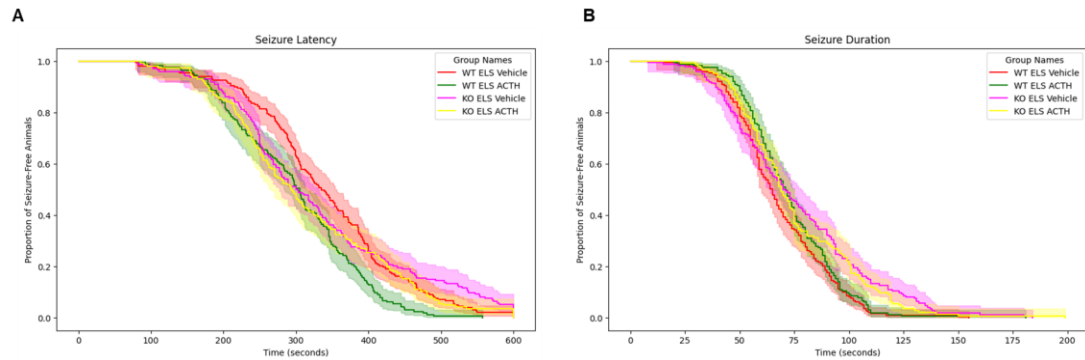 A
Seizure Latency
Group Names
WT ELS Vehicle
WT ELS ACTH
KO ELS Vehicle
KO ELS ACTH
Proportion of Seizure-Free Animals
1.0
0.8
0.6
0.4
0.2
0.0
0 100 200 300 400 500 600
Time (seconds)
B
Seizure Duration
Group Names
WT ELS Vehicle
WT ELS ACTH
KO ELS Vehicle
KO ELS ACTH
Proportion of Seizure-Free Animals
1.0
0.8
0.6
0.4
0.2
0.0
0 25 50 75 100 125 150 175 200
Time (seconds)